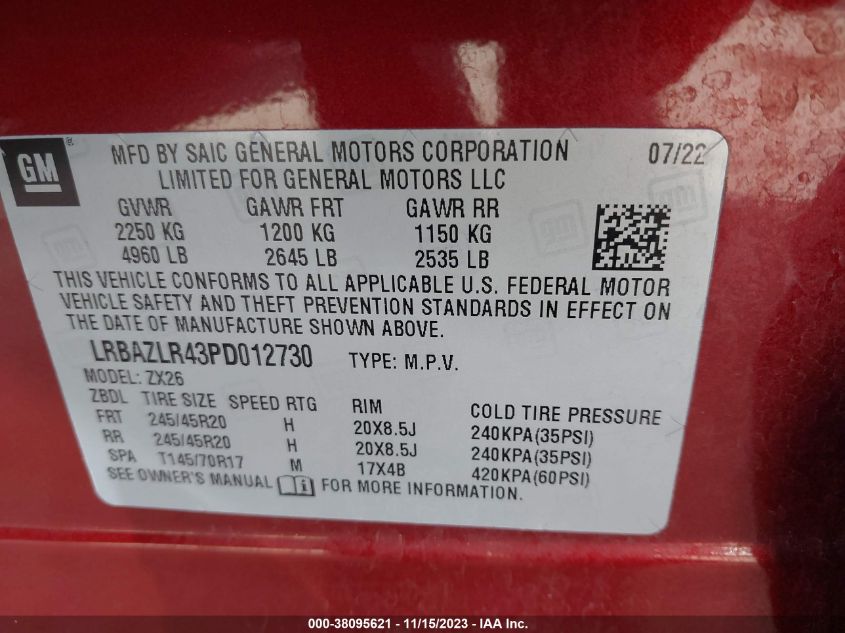 GM®
MFD BY SAIC GENERAL MOTORS CORPORATION 07/22
LIMITED FOR GENERAL MOTORS LLC
GVWR GAWR FRT GAWR RR
2250 KG 1200 KG 1150 KG
4960 LB 2645 LB 2535 LB
THIS VEHICLE CONFORMS TO ALL APPLICABLE U.S. FEDERAL MOTOR
VEHICLE SAFETY AND THEFT PREVENTION STANDARDS IN EFFECT ON
THE DATE OF MANUFACTURE SHOWN ABOVE.
LRBAZLR43PD012730 TYPE: M.P.V.
MODEL: ZX26
ZBDL TIRE SIZE SPEED RTG RIM COLD TIRE PRESSURE
FRT 245/45R20 H 20X8.5J 240KPA(35PSI)
RR 245/45R20 H 20X8.5J 240KPA(35PSI)
SPA T145/70R17 M 17X4B 420KPA(60PSI)
SEE OWNER'S MANUAL FOR MORE INFORMATION.
000-38095621 - 11/15/2023 - IAA Inc.